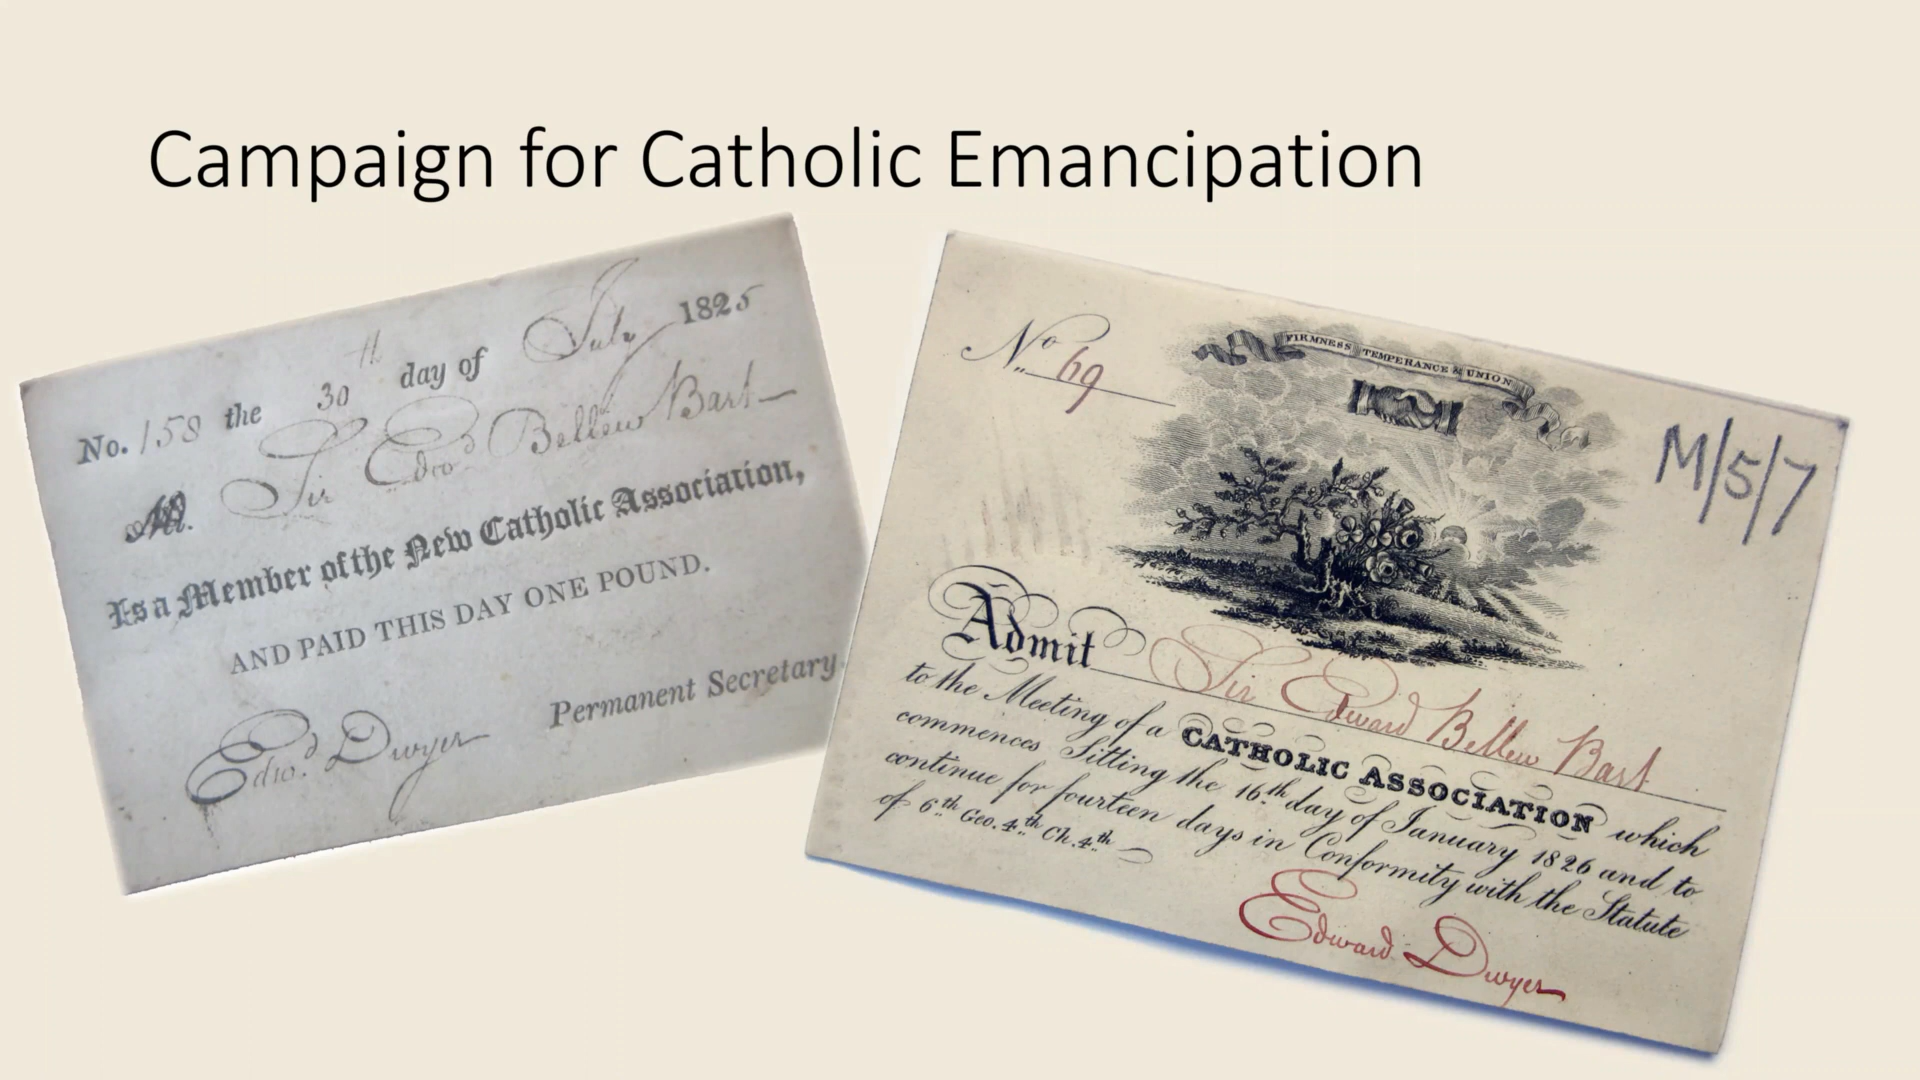 Campaign for Catholic Emancipation
No. 158 the 30th day of July 1825
Sir Edwd Bellew Bart
Is a Member of the New Catholic Association,
AND PAID THIS DAY ONE POUND.
Edwd. Dwyer Permanent Secretary.
No. 69
FIRMNESS TEMPERANCE & UNION
M/5/7
Admit Sir Edward Bellew Bart
to the Meeting of a CATHOLIC ASSOCIATION which
commences Sitting the 16th day of January 1826 and to
continue for fourteen days in Conformity with the Statute
of 6th Geo. 4th Ch. 4th
Edward Dwyer